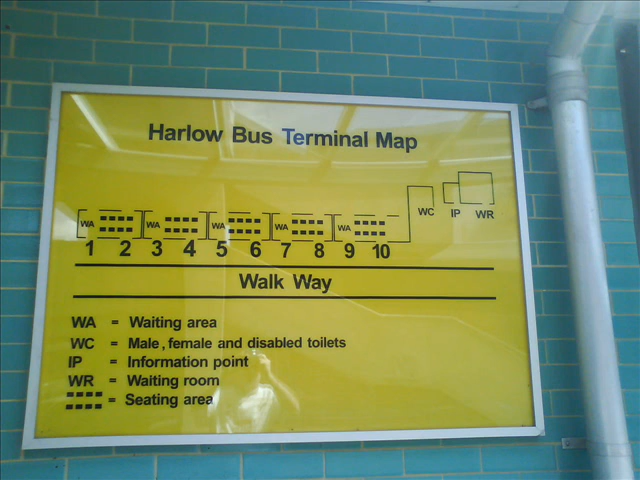 Harlow Bus Terminal Map
WA WA WA WA WA WC IP WR
1 2 3 4 5 6 7 8 9 10
Walk Way
WA = Waiting area
WC = Male, female and disabled toilets
IP = Information point
WR = Waiting room
= Seating area